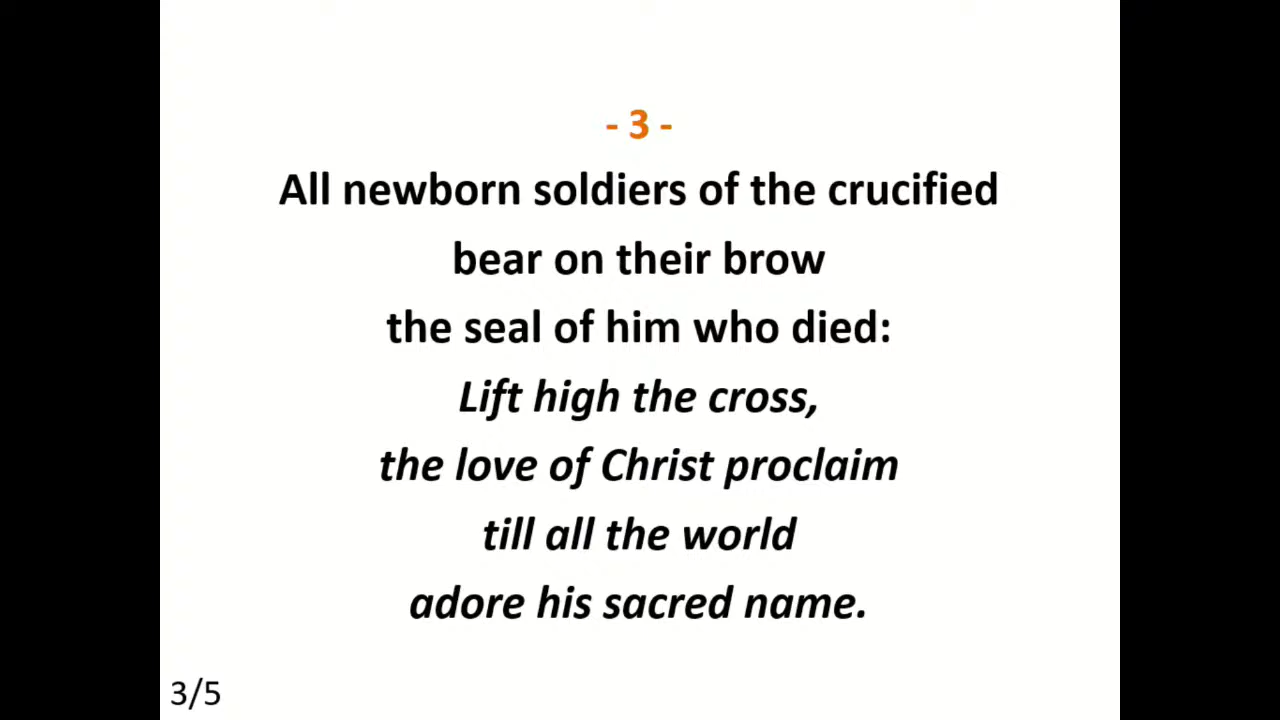 - 3 -
All newborn soldiers of the crucified
bear on their brow
the seal of him who died:
Lift high the cross,
the love of Christ proclaim
till all the world
adore his sacred name.
3/5